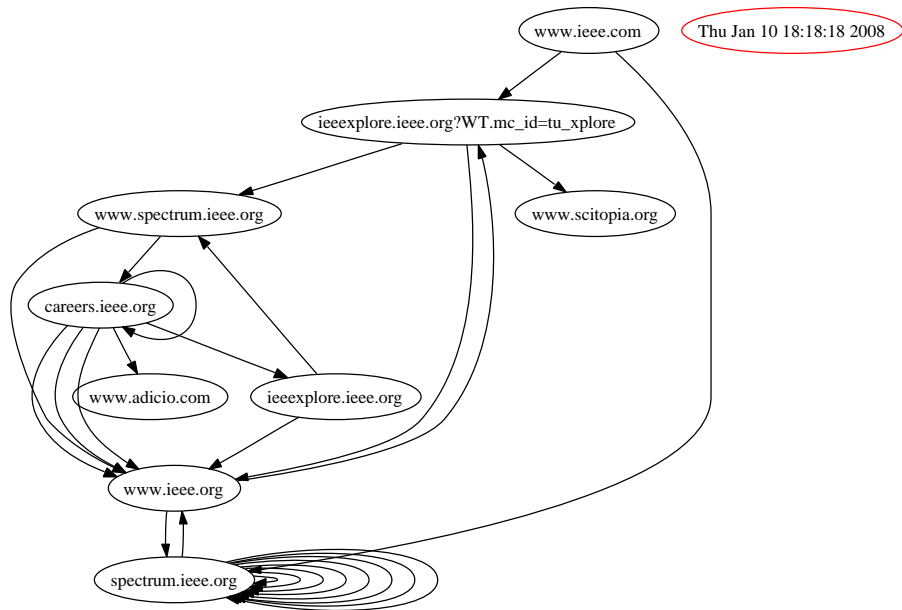 www.ieee.com
Thu Jan 10 18:18:18 2008
ieeexplore.ieee.org?WT.mc_id=tu_xplore
www.spectrum.ieee.org
www.scitopia.org
careers.ieee.org
www.adicio.com
ieeexplore.ieee.org
www.ieee.org
spectrum.ieee.org